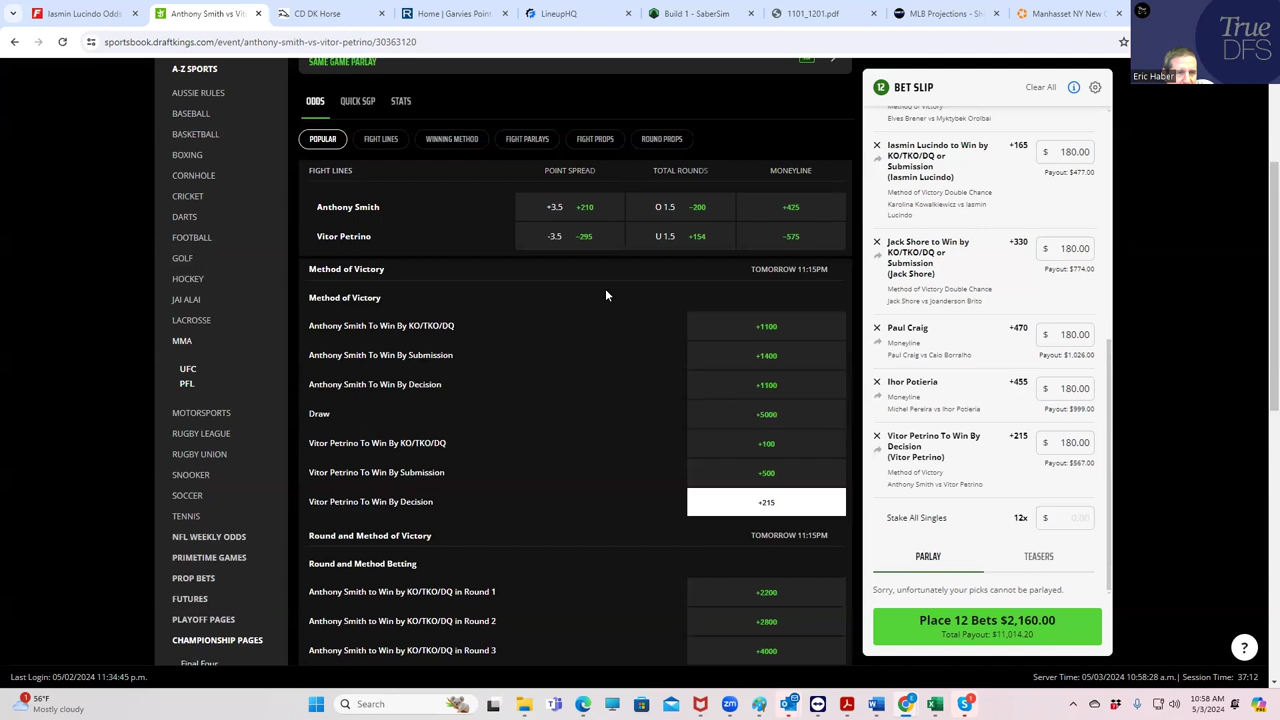 Iasmin Lucindo Odds
Anthony Smith vs Vit
CD DK Horse
Home | Garvies Point
LineupHQ
Build 1 - SaberSim
1101_1201.pdf
MLB Projections - Sh
Manhasset NY New C
sportsbook.draftkings.com/event/anthony-smith-vs-vitor-petrino/30363120
True
DFS
Eric Haber
A-Z SPORTS
AUSSIE RULES
BASEBALL
BASKETBALL
BOXING
CORNHOLE
CRICKET
DARTS
FOOTBALL
GOLF
HOCKEY
JAI ALAI
LACROSSE
MMA
UFC
PFL
MOTORSPORTS
RUGBY LEAGUE
RUGBY UNION
SNOOKER
SOCCER
TENNIS
NFL WEEKLY ODDS
PRIMETIME GAMES
PROP BETS
FUTURES
PLAYOFF PAGES
CHAMPIONSHIP PAGES
Final Four
SAME GAME PARLAY
ODDS QUICK SGP STATS
POPULAR FIGHT LINES WINNING METHOD FIGHT PARLAYS FIGHT PROPS ROUND PROPS
FIGHT LINES POINT SPREAD TOTAL ROUNDS MONEYLINE
Anthony Smith +3.5 +210 O 1.5 −200 +425
Vitor Petrino -3.5 −295 U 1.5 +154 −575
Method of Victory TOMORROW 11:15PM
Method of Victory
Anthony Smith To Win By KO/TKO/DQ +1100
Anthony Smith To Win By Submission +1400
Anthony Smith To Win By Decision +1100
Draw +5000
Vitor Petrino To Win By KO/TKO/DQ +100
Vitor Petrino To Win By Submission +500
Vitor Petrino To Win By Decision +215
Round and Method of Victory TOMORROW 11:15PM
Round and Method Betting
Anthony Smith to Win by KO/TKO/DQ in Round 1 +2200
Anthony Smith to Win by KO/TKO/DQ in Round 2 +2800
Anthony Smith to Win by KO/TKO/DQ in Round 3 +4000
12 BET SLIP Clear All
Method of Victory
Elves Brener vs Myktybek Orolbai
Iasmin Lucindo to Win by +165 $ 180.00
KO/TKO/DQ or
Submission Payout: $477.00
(Iasmin Lucindo)
Method of Victory Double Chance
Karolina Kowalkiewicz vs Iasmin
Lucindo
Jack Shore to Win by +330 $ 180.00
KO/TKO/DQ or
Submission Payout: $774.00
(Jack Shore)
Method of Victory Double Chance
Jack Shore vs Joanderson Brito
Paul Craig +470 $ 180.00
Moneyline
Paul Craig vs Caio Borralho Payout: $1,026.00
Ihor Potieria +455 $ 180.00
Moneyline
Michel Pereira vs Ihor Potieria Payout: $999.00
Vitor Petrino To Win By +215 $ 180.00
Decision
(Vitor Petrino) Payout: $567.00
Method of Victory
Anthony Smith vs Vitor Petrino
Stake All Singles 12x $ 0.00
PARLAY TEASERS
Sorry, unfortunately your picks cannot be parlayed.
Place 12 Bets $2,160.00
Total Payout: $11,014.20
?
Last Login: 05/02/2024 11:34:45 p.m. Server Time: 05/03/2024 10:58:28 a.m.| Session Time: 37:12
1
56°F
Mostly cloudy
Search
zm
1
10:58 AM
5/3/2024